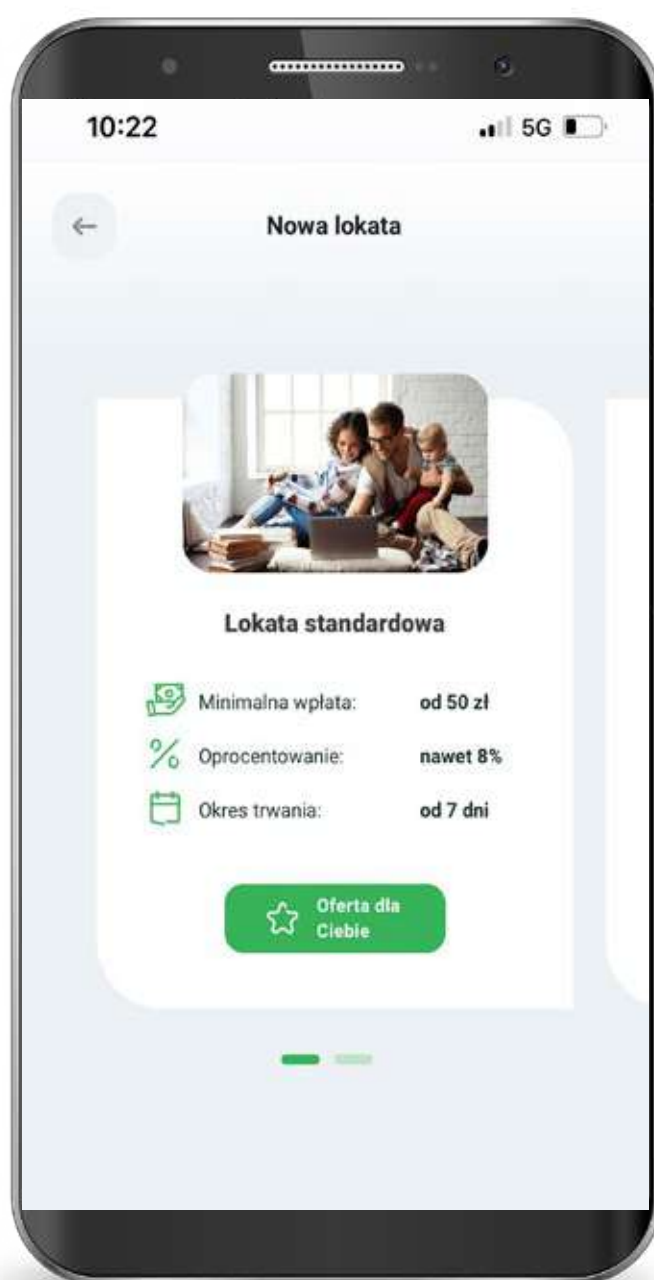 10:22
5G
Nowa lokata
Lokata standardowa
Minimalna wpłata: od 50 zł
Oprocentowanie: nawet 8%
Okres trwania: od 7 dni
Oferta dla
Ciebie